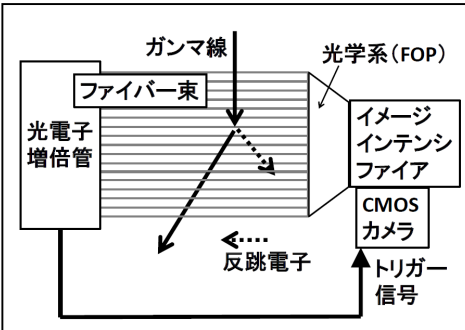 ガンマ線
光学系(FOP)
ファイバー束
光電子
増倍管
イメージ
インテンシ
ファイア
CMOS
カメラ
反跳電子
トリガー
信号